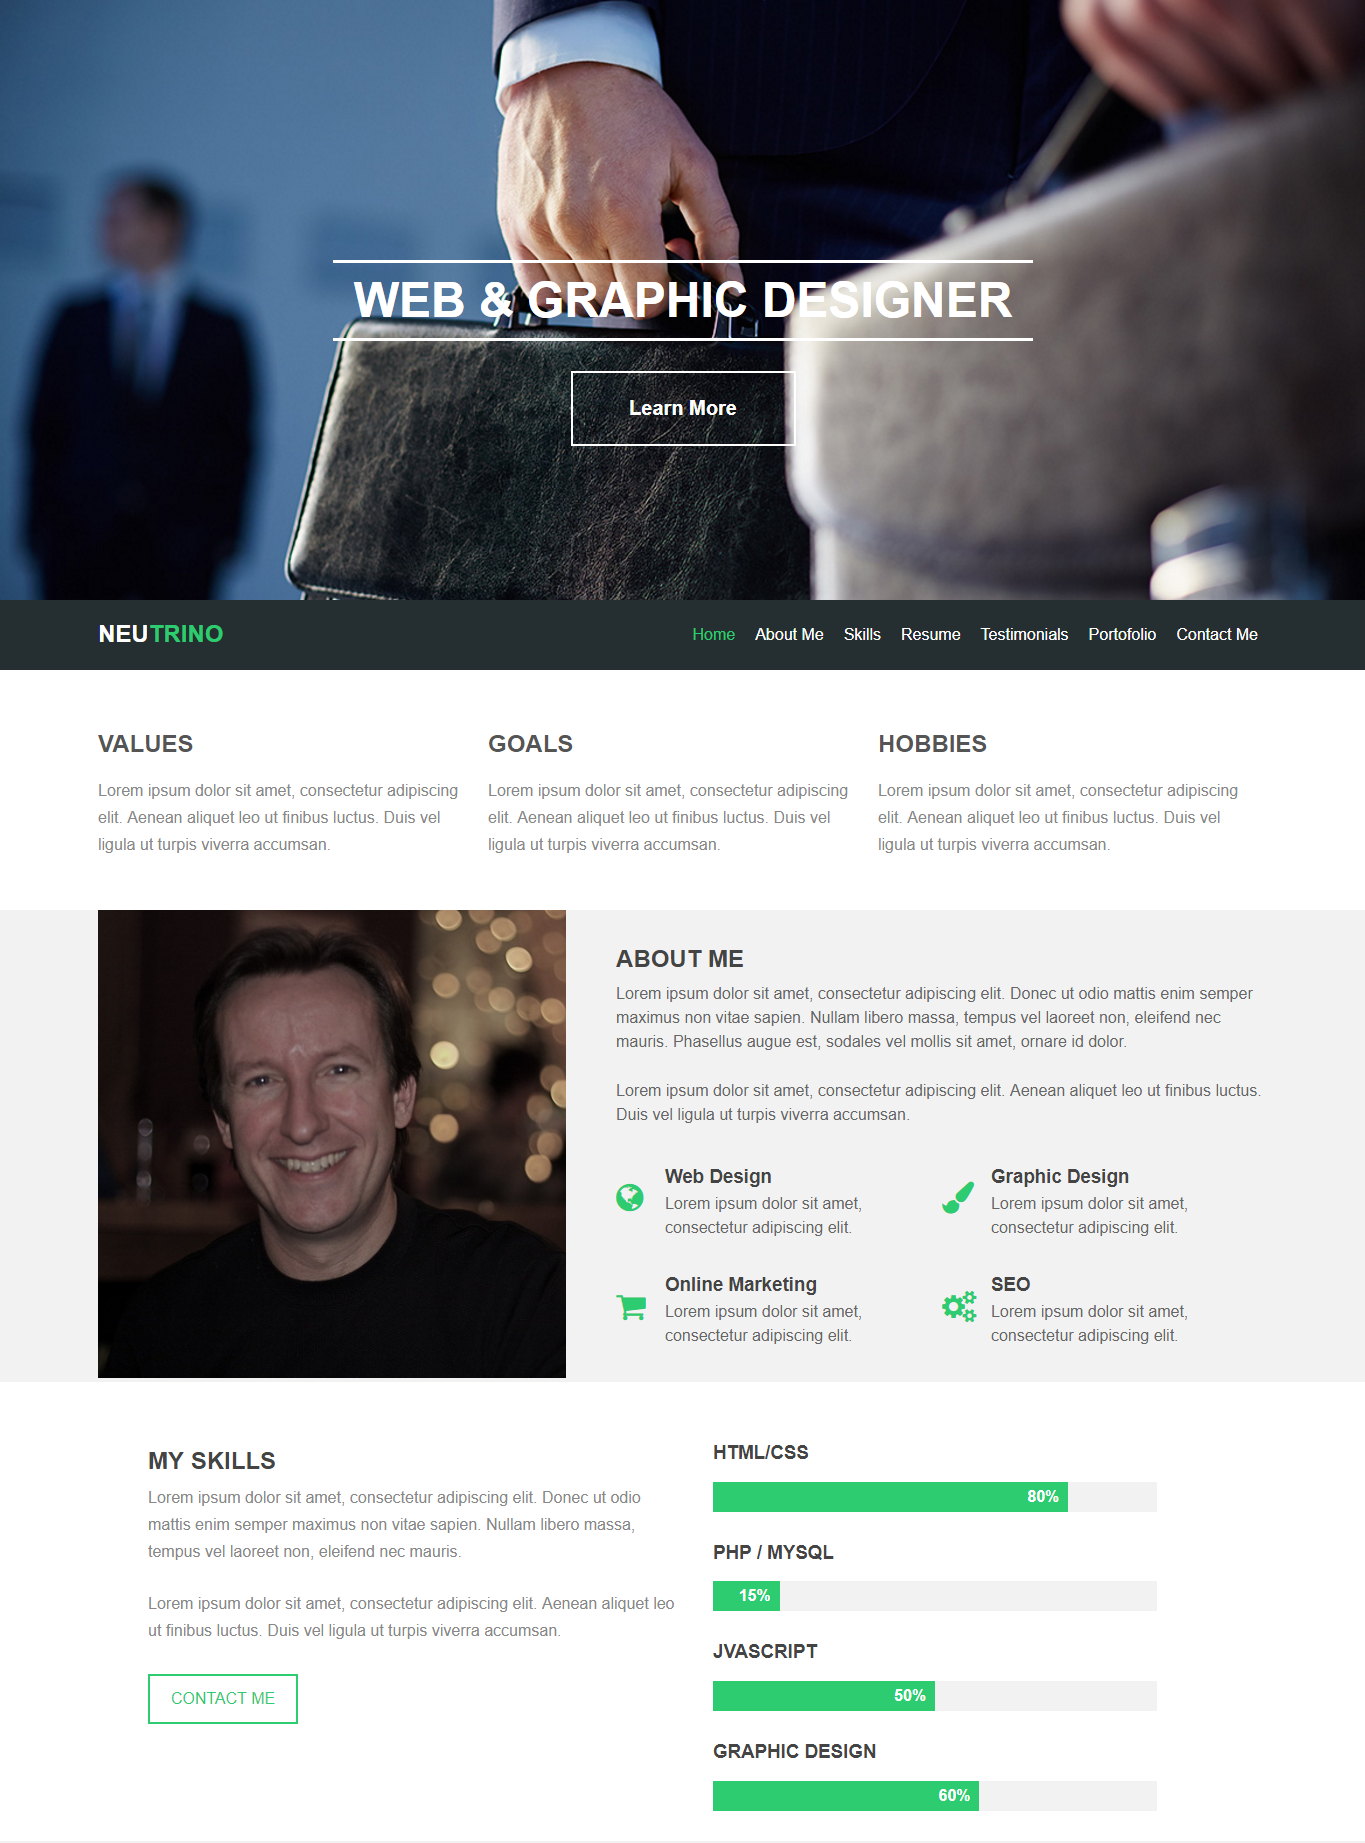 WEB & GRAPHIC DESIGNER
Learn More
NEUTRINO
Home About Me Skills Resume Testimonials Portofolio Contact Me
VALUES
Lorem ipsum dolor sit amet, consectetur adipiscing
elit. Aenean aliquet leo ut finibus luctus. Duis vel
ligula ut turpis viverra accumsan.
GOALS
Lorem ipsum dolor sit amet, consectetur adipiscing
elit. Aenean aliquet leo ut finibus luctus. Duis vel
ligula ut turpis viverra accumsan.
HOBBIES
Lorem ipsum dolor sit amet, consectetur adipiscing
elit. Aenean aliquet leo ut finibus luctus. Duis vel
ligula ut turpis viverra accumsan.
ABOUT ME
Lorem ipsum dolor sit amet, consectetur adipiscing elit. Donec ut odio mattis enim semper
maximus non vitae sapien. Nullam libero massa, tempus vel laoreet non, eleifend nec
mauris. Phasellus augue est, sodales vel mollis sit amet, ornare id dolor.
Lorem ipsum dolor sit amet, consectetur adipiscing elit. Aenean aliquet leo ut finibus luctus.
Duis vel ligula ut turpis viverra accumsan.
Web Design
Lorem ipsum dolor sit amet,
consectetur adipiscing elit.
Graphic Design
Lorem ipsum dolor sit amet,
consectetur adipiscing elit.
Online Marketing
Lorem ipsum dolor sit amet,
consectetur adipiscing elit.
SEO
Lorem ipsum dolor sit amet,
consectetur adipiscing elit.
MY SKILLS
Lorem ipsum dolor sit amet, consectetur adipiscing elit. Donec ut odio
mattis enim semper maximus non vitae sapien. Nullam libero massa,
tempus vel laoreet non, eleifend nec mauris.
Lorem ipsum dolor sit amet, consectetur adipiscing elit. Aenean aliquet leo
ut finibus luctus. Duis vel ligula ut turpis viverra accumsan.
CONTACT ME
HTML/CSS
80%
PHP / MYSQL
15%
JVASCRIPT
50%
GRAPHIC DESIGN
60%